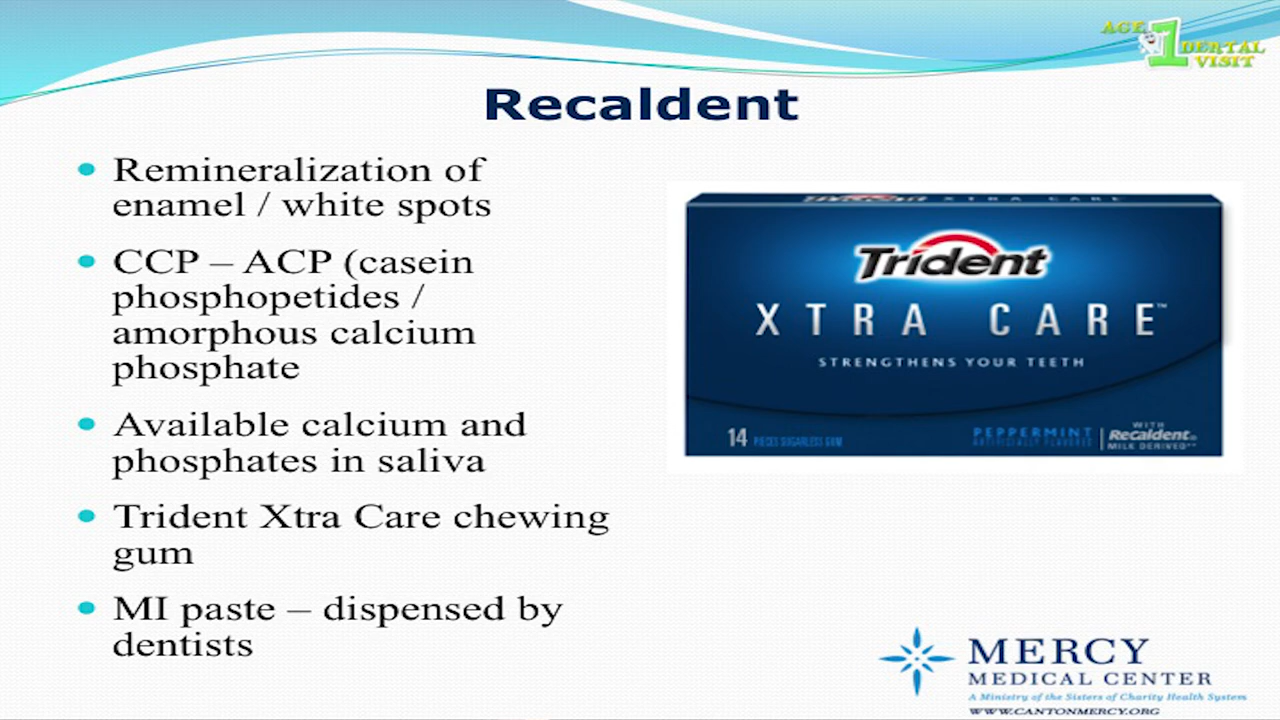 AGE 1 DENTAL VISIT
Recaldent
Remineralization of
enamel / white spots
CCP – ACP (casein
phosphopetides /
amorphous calcium
phosphate
Available calcium and
phosphates in saliva
Trident Xtra Care chewing
gum
MI paste – dispensed by
dentists
XTRA CARE
Trident
XTRA CARE™
STRENGTHENS YOUR TEETH
14 PIECES SUGARLESS GUM
PEPPERMINT
ARTIFICIALLY FLAVORED
WITH
Recaldent
MILK DERIVED**
MERCY
MEDICAL CENTER
A Ministry of the Sisters of Charity Health System
WWW.CANTONMERCY.ORG